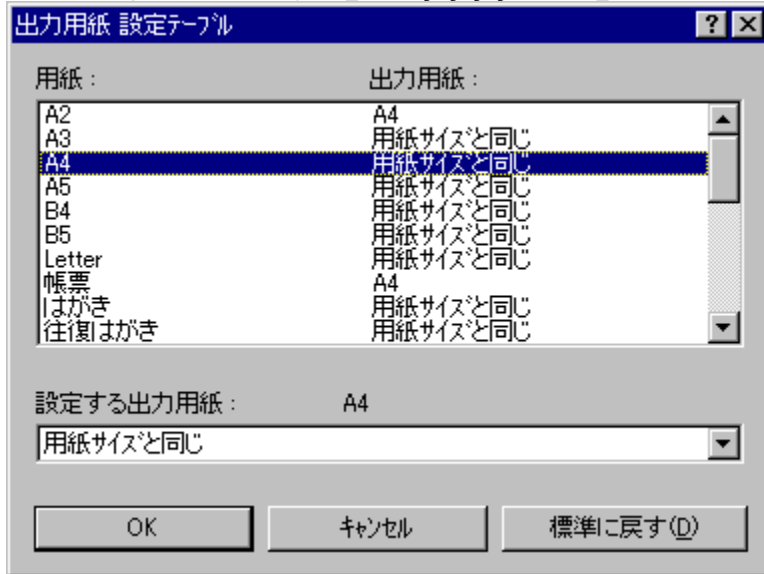 出力用紙 設定ﾃｰﾌﾞﾙ
用紙： 出力用紙：
A2 A4
A3 用紙ｻｲｽﾞと同じ
A4 用紙ｻｲｽﾞと同じ
A5 用紙ｻｲｽﾞと同じ
B4 用紙ｻｲｽﾞと同じ
B5 用紙ｻｲｽﾞと同じ
Letter 用紙ｻｲｽﾞと同じ
帳票 A4
はがき 用紙ｻｲｽﾞと同じ
往復はがき 用紙ｻｲｽﾞと同じ
設定する出力用紙： A4
用紙ｻｲｽﾞと同じ
OK ｷｬﾝｾﾙ 標準に戻す(D)